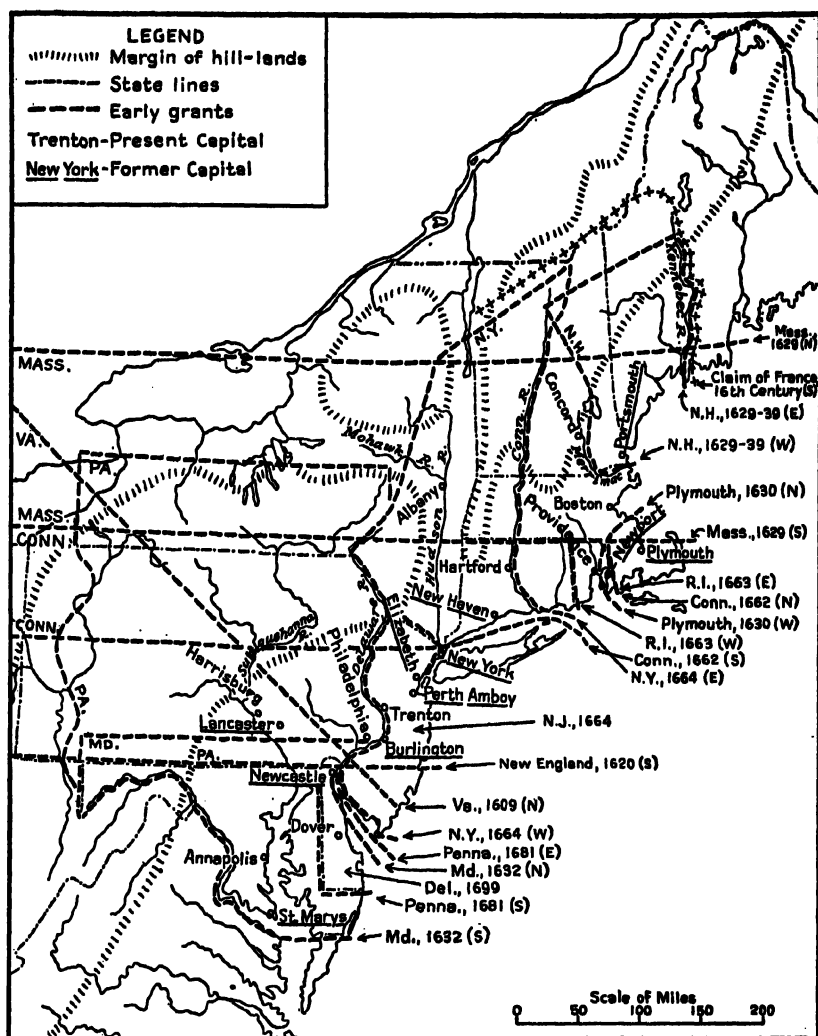 LEGEND
Margin of hill-lands
State lines
Early grants
Trenton-Present Capital
New York-Former Capital
Kennebec R.
N.Y.
N.H.
Mass. 1629 (N)
MASS.
Claim of France 16th Century (S)
N.H., 1629-39 (E)
Conn. R.
Concord
Portsmouth
Mer
mac
VA.
Mohawk R.
R.
PA.
N.H., 1629-39 (W)
Albany
Hudson
Boston
Plymouth, 1630 (N)
MASS
Providence
Newport
Mass., 1629 (S)
CONN.
Plymouth
Hartford
R.I., 1663 (E)
New Haven
Conn., 1662 (N)
Plymouth, 1630 (W)
CONN.
Susquehanna R.
Delaware R.
Elizabeth
R.I., 1663 (W)
New York
Conn., 1662 (S)
N.Y., 1664 (E)
Harrisburg
Philadelphia
Perth Amboy
PA.
Lancaster
Trenton
N.J., 1664
MD.
PA.
Burlington
Newcastle
New England, 1620 (S)
Va., 1609 (N)
Dover
N.Y., 1664 (W)
Annapolis
Penna., 1681 (E)
Md., 1632 (N)
Del., 1699
St. Marys
Penna., 1681 (S)
Md., 1632 (S)
Scale of Miles
0 50 100 150 200